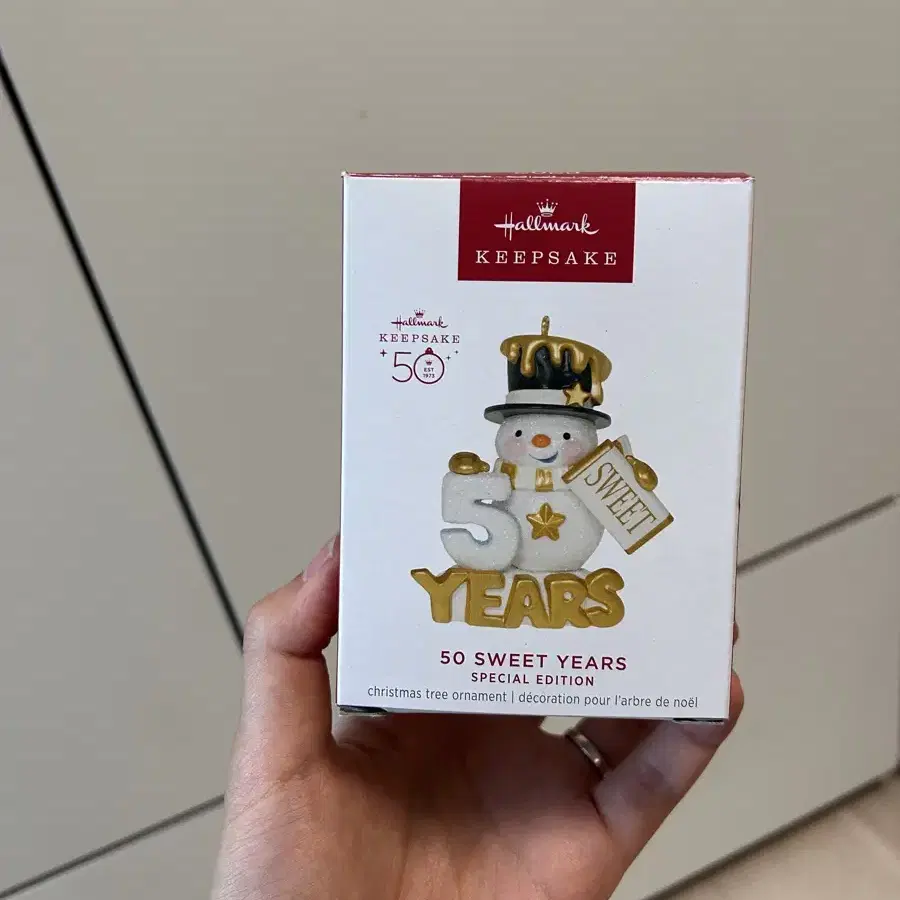 Hallmark
KEEPSAKE
Hallmark
KEEPSAKE
50
EST
1973
SWEET
5
YEARS
50 SWEET YEARS
SPECIAL EDITION
christmas tree ornament | décoration pour l'arbre de noël